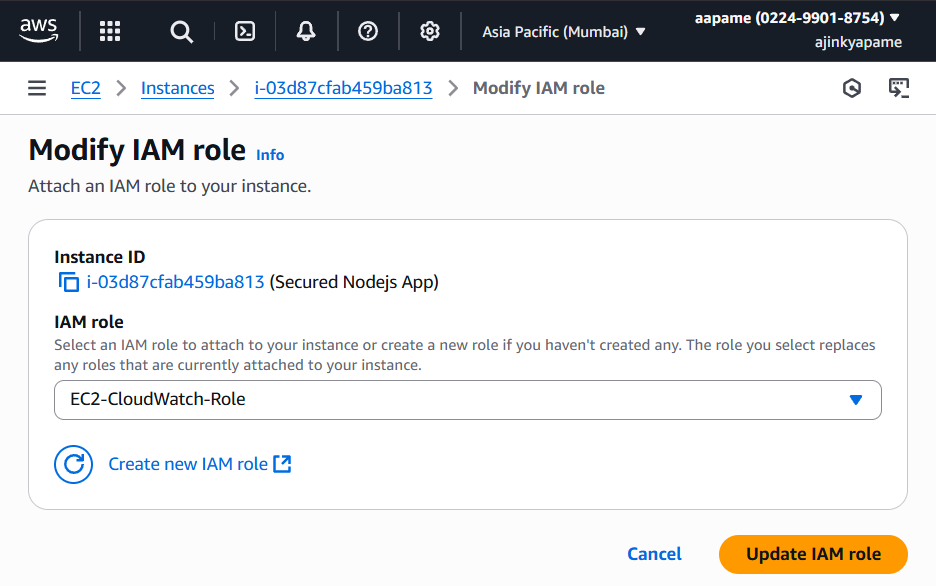 aws
Asia Pacific (Mumbai)
aapame (0224-9901-8754)
ajinkyapame
EC2
Instances
i-03d87cfab459ba813
Modify IAM role
Modify IAM role Info
Attach an IAM role to your instance.
Instance ID
i-03d87cfab459ba813 (Secured Nodejs App)
IAM role
Select an IAM role to attach to your instance or create a new role if you haven't created any. The role you select replaces
any roles that are currently attached to your instance.
EC2-CloudWatch-Role
Create new IAM role
Cancel
Update IAM role